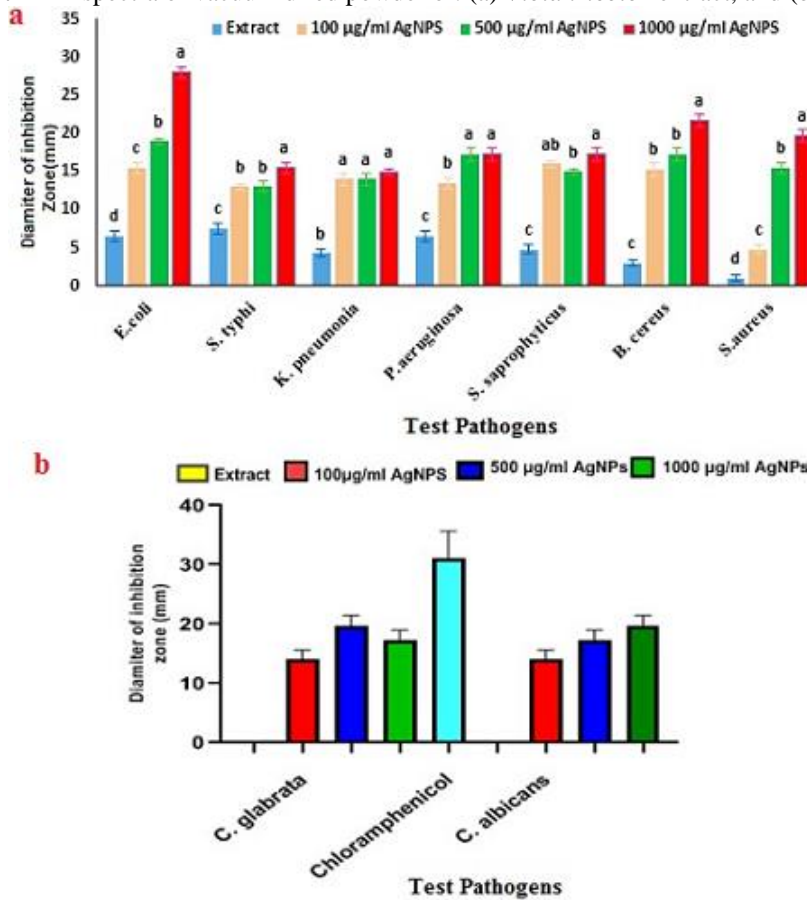 a
35
Extract 100 µg/ml AgNPS 500 µg/ml AgNPS 1000 µg/ml AgNPS
30
25
20
15
10
5
0
Diamiter of inhibition
Zone(mm)
d c b a
c b b a
b a a a
c b a a
c ab b a
c b b a
d c b a
E.coli
S. typhi
K. pneumonia
P.aeruginosa
S. saprophyticus
B. cereus
S.aureus
Test Pathogens
b
Extract 100µg/ml AgNPS 500 µg/ml AgNPs 1000 µg/ml AgNPs
40
30
20
10
0
Diamiter of inhibition
zone (mm)
C. glabrata
Chloramphenicol
C. albicans
Test Pathogens